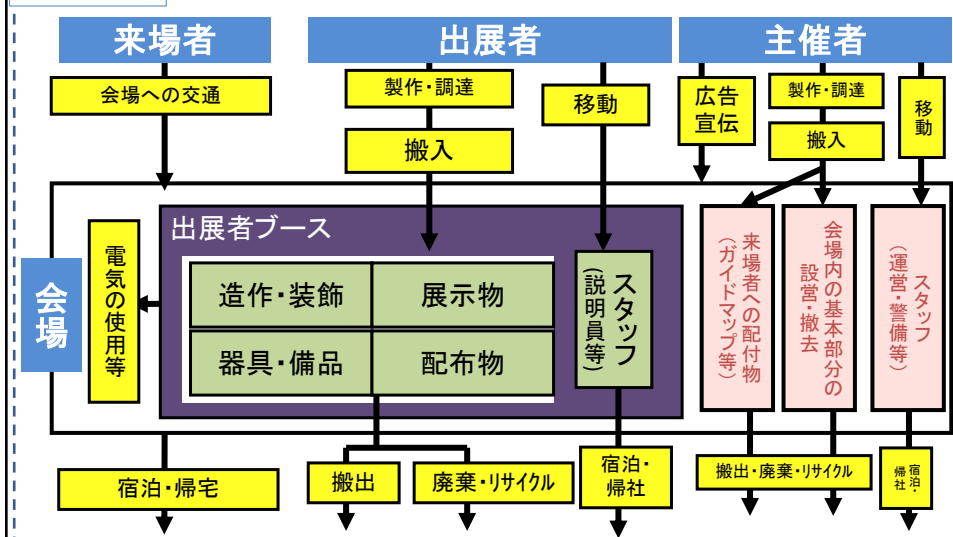 来場者
出展者
主催者
会場への交通
製作・調達
搬入
移動
広告
宣伝
製作・調達
搬入
移動
会場
電気の使用等
出展者ブース
造作・装飾
展示物
器具・備品
配布物
スタッフ
(説明員等)
来場者への配付物
(ガイドマップ等)
会場内の基本部分の
設営・撤去
スタッフ
(運営・警備等)
宿泊・帰宅
搬出
廃棄・リサイクル
宿泊・
帰社
搬出・廃棄・リサイクル
宿泊・
帰社